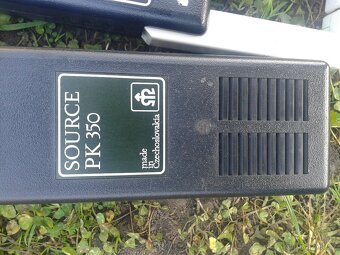 SOURCE
PK 350
made
in
Czechoslovakia